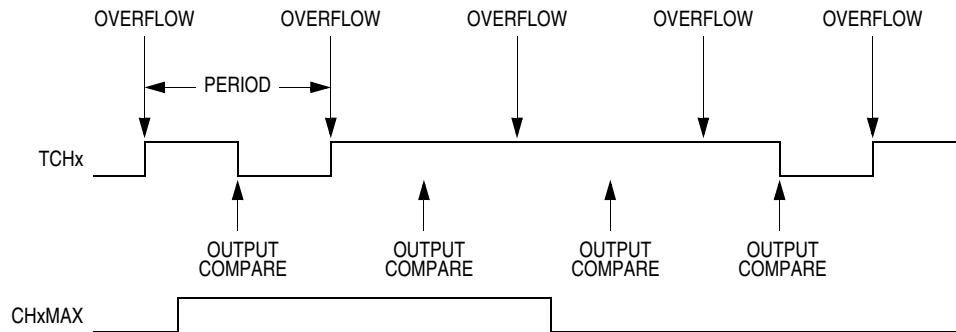 OVERFLOW OVERFLOW OVERFLOW OVERFLOW OVERFLOW
PERIOD
TCHx
OUTPUT COMPARE
OUTPUT COMPARE
OUTPUT COMPARE
OUTPUT COMPARE
CHxMAX